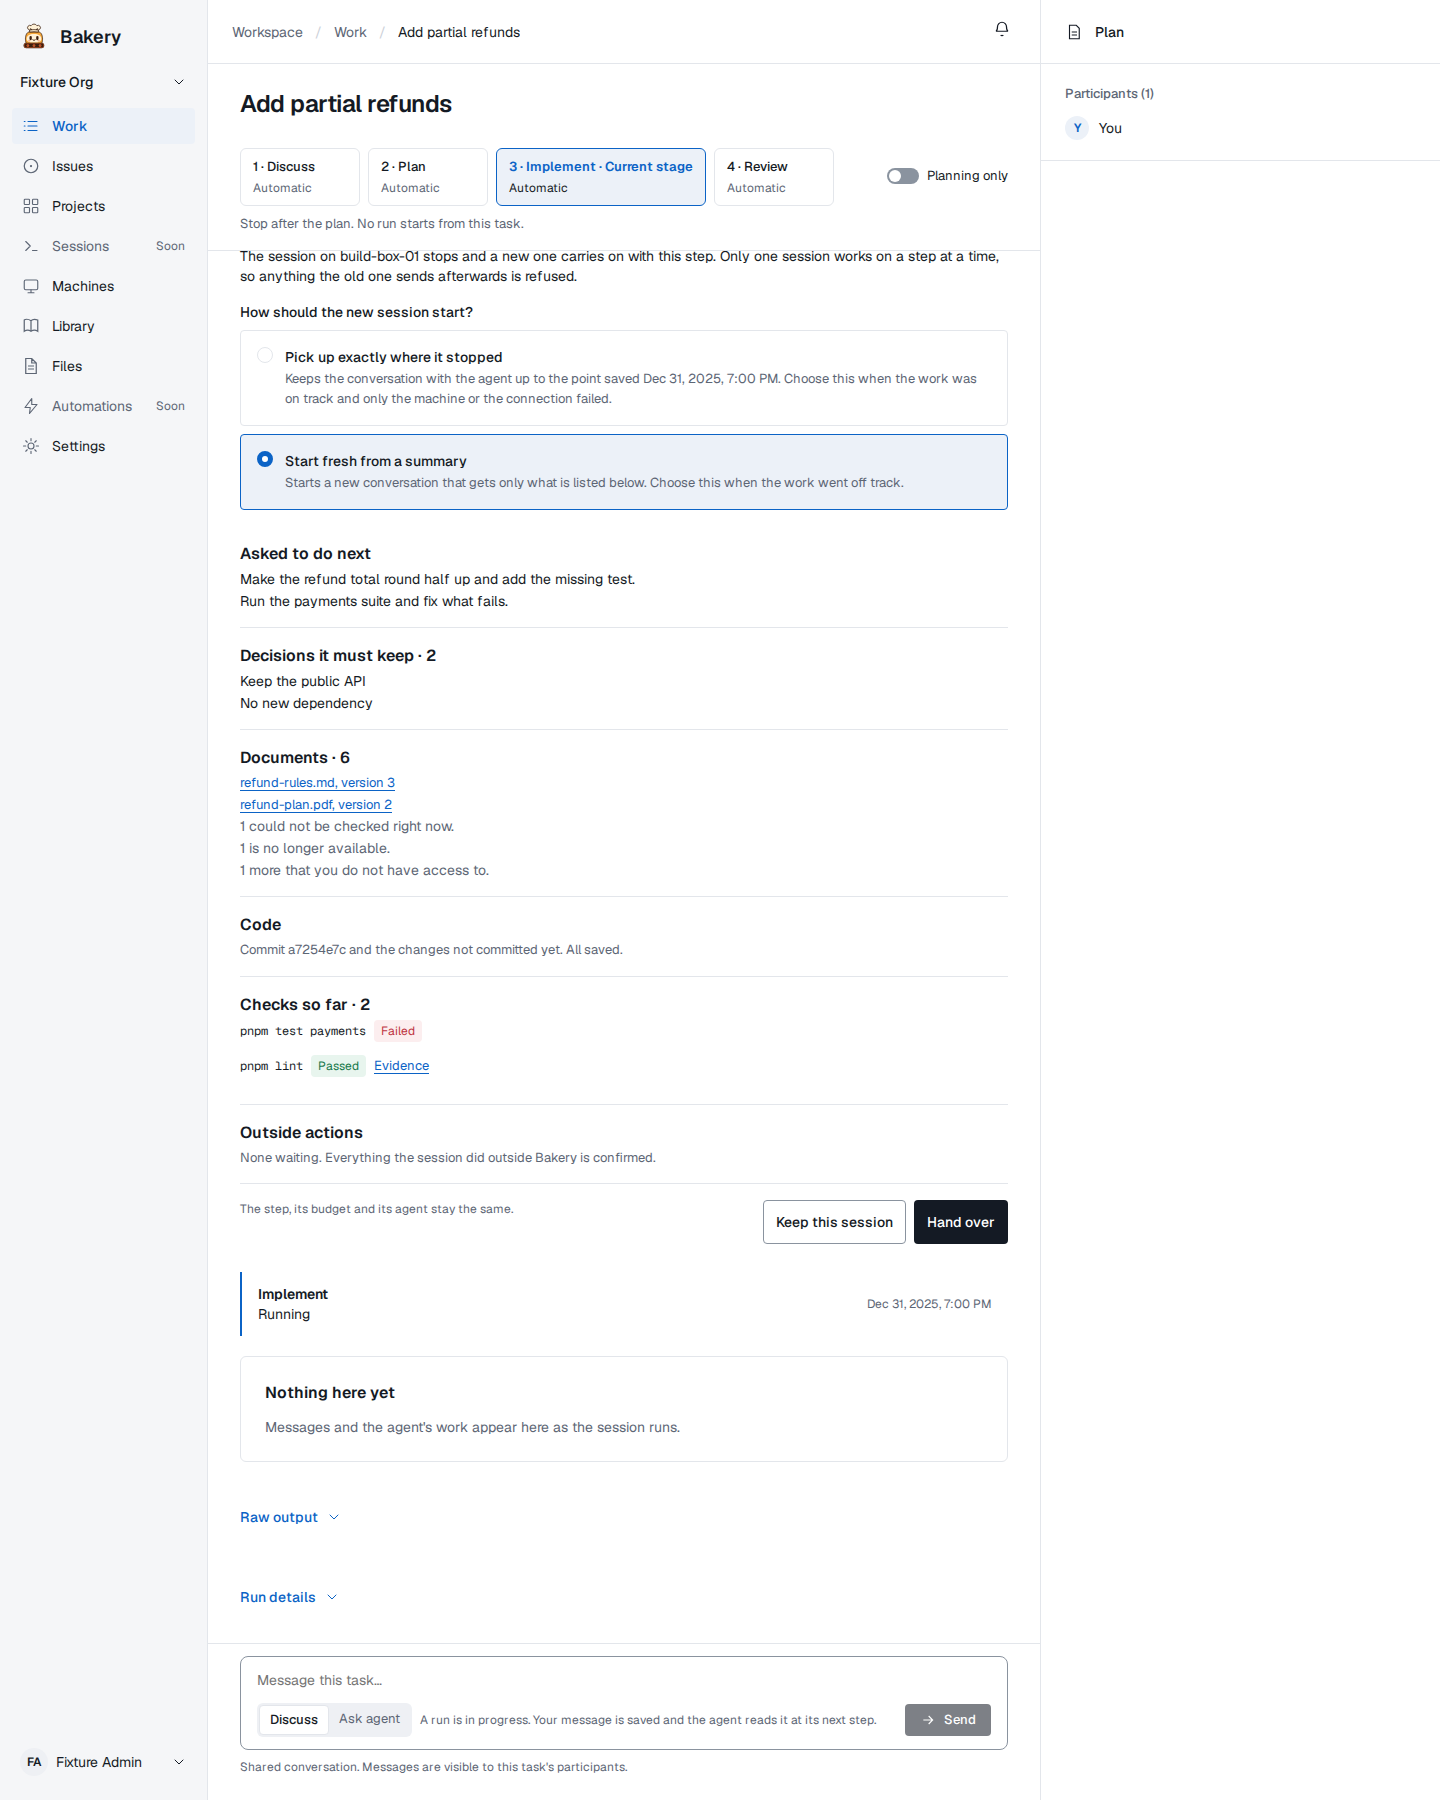 Bakery
Fixture Org
Work
Issues
Projects
Sessions Soon
Machines
Library
Files
Automations Soon
Settings
FA Fixture Admin
Workspace / Work / Add partial refunds
Add partial refunds
1 · Discuss
Automatic
2 · Plan
Automatic
3 · Implement · Current stage
Automatic
4 · Review
Automatic
Planning only
Stop after the plan. No run starts from this task.
The session on build-box-01 stops and a new one carries on with this step. Only one session works on a step at a time,
so anything the old one sends afterwards is refused.
How should the new session start?
Pick up exactly where it stopped
Keeps the conversation with the agent up to the point saved Dec 31, 2025, 7:00 PM. Choose this when the work was
on track and only the machine or the connection failed.
Start fresh from a summary
Starts a new conversation that gets only what is listed below. Choose this when the work went off track.
Asked to do next
Make the refund total round half up and add the missing test.
Run the payments suite and fix what fails.
Decisions it must keep · 2
Keep the public API
No new dependency
Documents · 6
refund-rules.md, version 3
refund-plan.pdf, version 2
1 could not be checked right now.
1 is no longer available.
1 more that you do not have access to.
Code
Commit a7254e7c and the changes not committed yet. All saved.
Checks so far · 2
pnpm test payments Failed
pnpm lint Passed Evidence
Outside actions
None waiting. Everything the session did outside Bakery is confirmed.
The step, its budget and its agent stay the same.
Keep this session
Hand over
Implement
Running
Dec 31, 2025, 7:00 PM
Nothing here yet
Messages and the agent's work appear here as the session runs.
Raw output
Run details
Message this task…
Discuss
Ask agent
A run is in progress. Your message is saved and the agent reads it at its next step.
Send
Shared conversation. Messages are visible to this task's participants.
Plan
Participants (1)
Y You